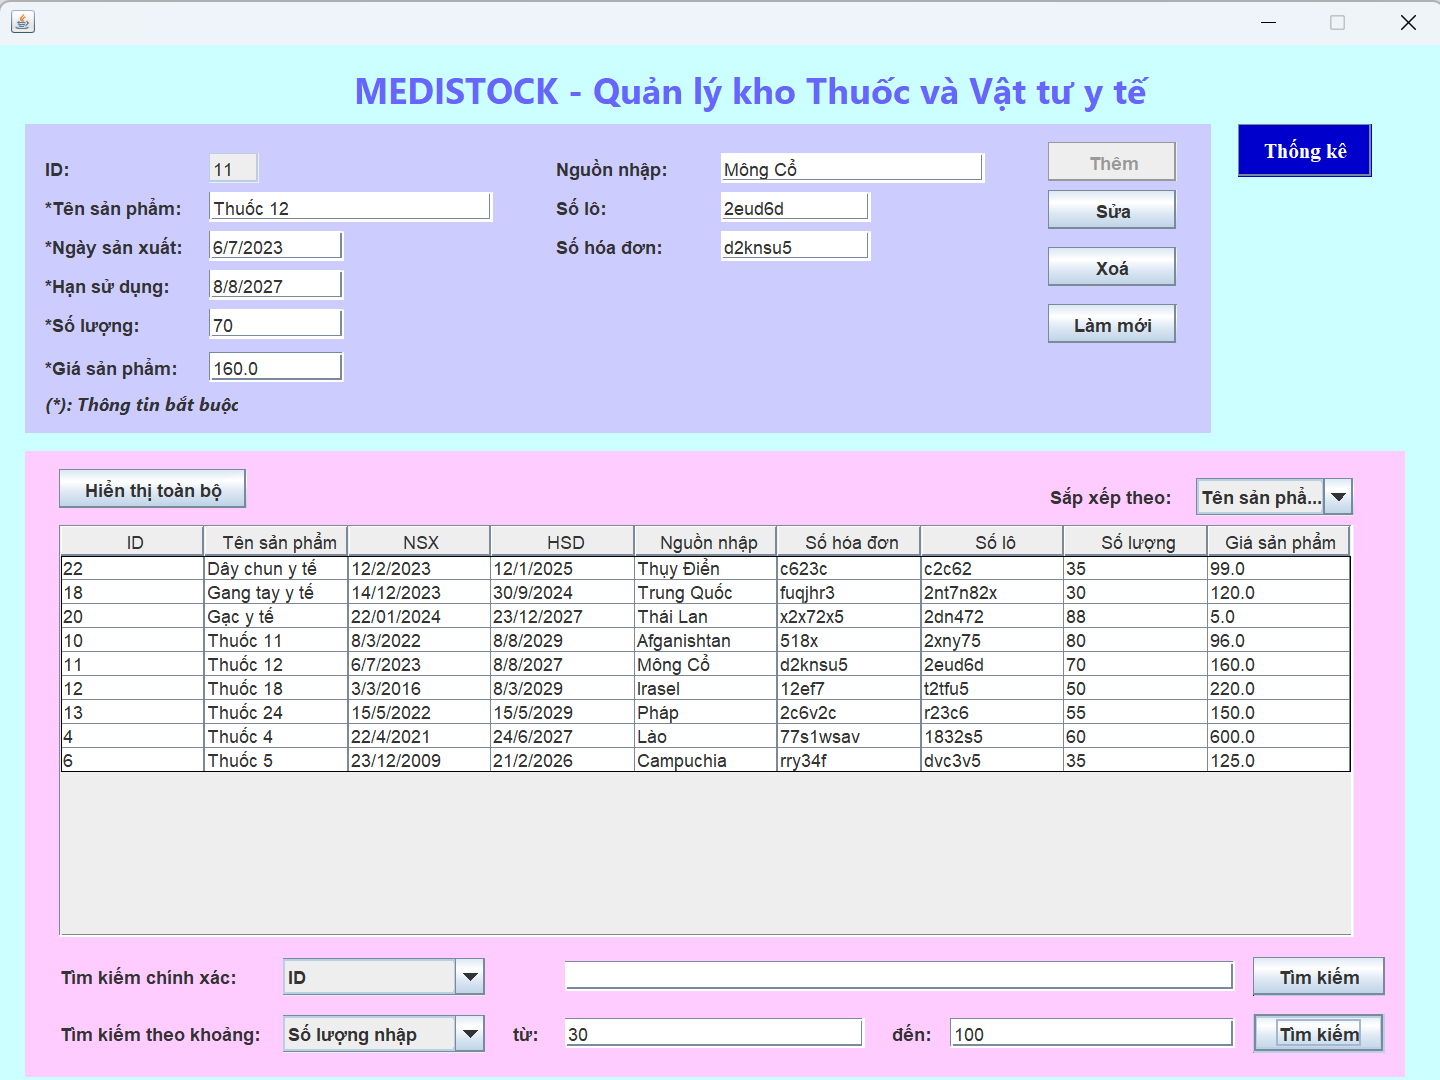 MEDISTOCK - Quản lý kho Thuốc và Vật tư y tế
Thống kê
ID: 11 Nguồn nhập: Mông Cổ Thêm
*Tên sản phẩm: Thuốc 12 Số lô: 2eud6d Sửa
*Ngày sản xuất: 6/7/2023 Số hóa đơn: d2knsu5
*Hạn sử dụng: 8/8/2027 Xoá
*Số lượng: 70 Làm mới
*Giá sản phẩm: 160.0
(*): Thông tin bắt buộc
Hiển thị toàn bộ Sắp xếp theo: Tên sản phẩ...
ID Tên sản phẩm NSX HSD Nguồn nhập Số hóa đơn Số lô Số lượng Giá sản phẩm
22 Dây chun y tế 12/2/2023 12/1/2025 Thụy Điển c623c c2c62 35 99.0
18 Gang tay y tế 14/12/2023 30/9/2024 Trung Quốc fuqjhr3 2nt7n82x 30 120.0
20 Gạc y tế 22/01/2024 23/12/2027 Thái Lan x2x72x5 2dn472 88 5.0
10 Thuốc 11 8/3/2022 8/8/2029 Afganishtan 518x 2xny75 80 96.0
11 Thuốc 12 6/7/2023 8/8/2027 Mông Cổ d2knsu5 2eud6d 70 160.0
12 Thuốc 18 3/3/2016 8/3/2029 Irasel 12ef7 t2tfu5 50 220.0
13 Thuốc 24 15/5/2022 15/5/2029 Pháp 2c6v2c r23c6 55 150.0
4 Thuốc 4 22/4/2021 24/6/2027 Lào 77s1wsav 1832s5 60 600.0
6 Thuốc 5 23/12/2009 21/2/2026 Campuchia rry34f dvc3v5 35 125.0
Tìm kiếm chính xác: ID Tìm kiếm
Tìm kiếm theo khoảng: Số lượng nhập từ: 30 đến: 100 Tìm kiếm